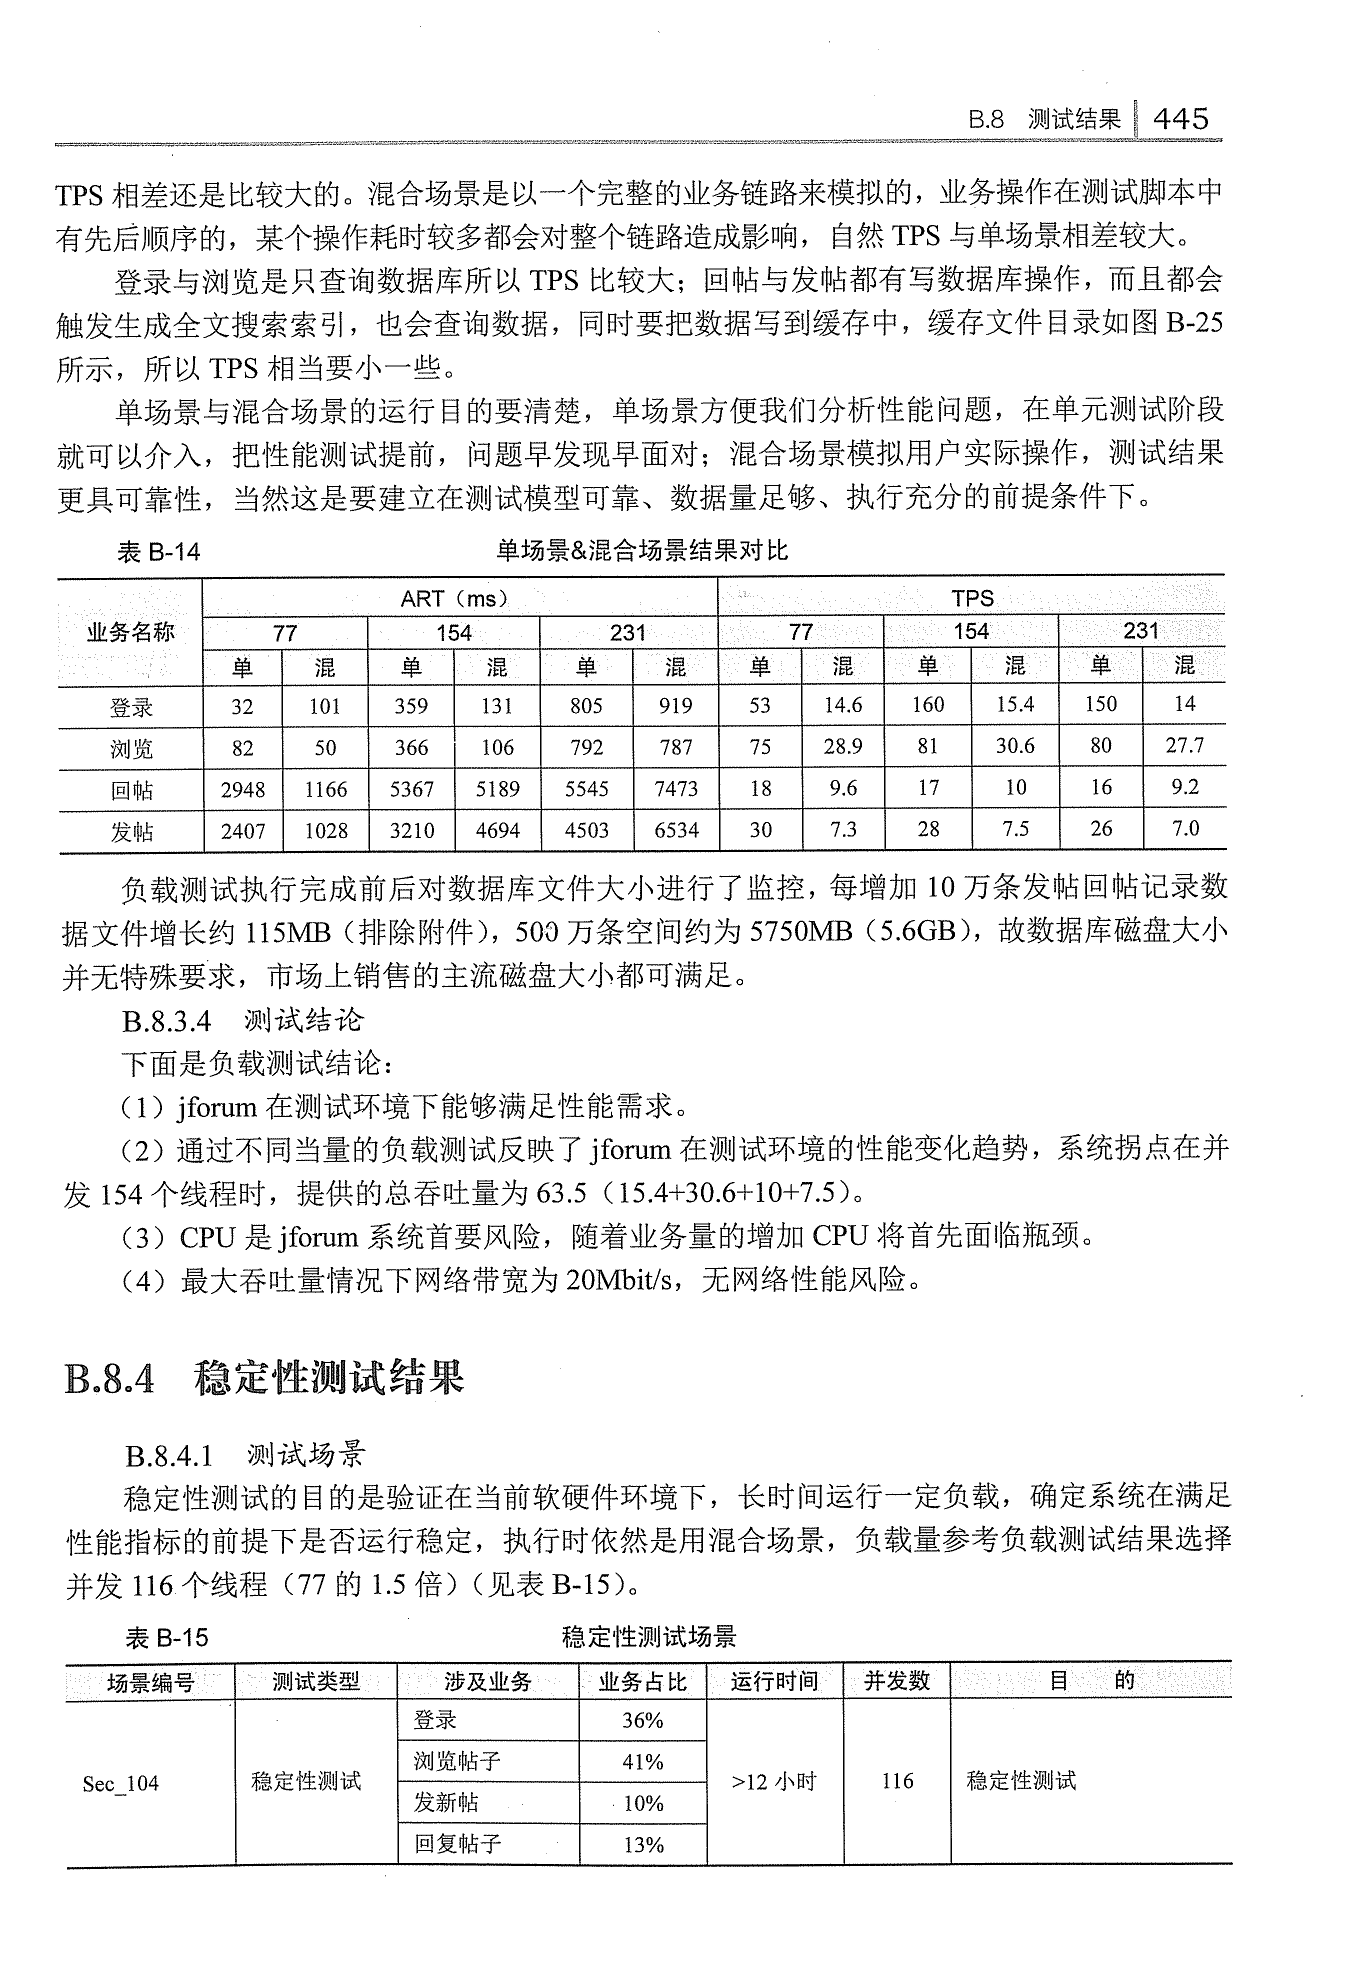 B.8 测试结果 445
TPS 相差还是比较大的。混合场景是以一个完整的业务链路来模拟的，业务操作在测试脚本中
有先后顺序的，某个操作耗时较多都会对整个链路造成影响，自然 TPS 与单场景相差较大。
登录与浏览是只查询数据库所以 TPS 比较大；回帖与发帖都有写数据库操作，而且都会
触发生成全文搜索索引，也会查询数据，同时要把数据写到缓存中，缓存文件目录如图 B-25
所示，所以 TPS 相当要小一些。
单场景与混合场景的运行目的要清楚，单场景方便我们分析性能问题，在单元测试阶段
就可以介入，把性能测试提前，问题早发现早面对；混合场景模拟用户实际操作，测试结果
更具可靠性，当然这是要建立在测试模型可靠、数据量足够、执行充分的前提条件下。
表 B-14 单场景&混合场景结果对比
业务名称 ART（ms） TPS
77 154 231 77 154 231
单 混 单 混 单 混 单 混 单 混 单 混
登录 32 101 359 131 805 919 53 14.6 160 15.4 150 14
浏览 82 50 366 106 792 787 75 28.9 81 30.6 80 27.7
回帖 2948 1166 5367 5189 5545 7473 18 9.6 17 10 16 9.2
发帖 2407 1028 3210 4694 4503 6534 30 7.3 28 7.5 26 7.0
负载测试执行完成前后对数据库文件大小进行了监控，每增加 10 万条发帖回帖记录数
据文件增长约 115MB（排除附件），500 万条空间约为 5750MB（5.6GB），故数据库磁盘大小
并无特殊要求，市场上销售的主流磁盘大小都可满足。
B.8.3.4 测试结论
下面是负载测试结论：
（1）jforum 在测试环境下能够满足性能需求。
（2）通过不同当量的负载测试反映了 jforum 在测试环境的性能变化趋势，系统拐点在并
发 154 个线程时，提供的总吞吐量为 63.5（15.4+30.6+10+7.5）。
（3）CPU 是 jforum 系统首要风险，随着业务量的增加 CPU 将首先面临瓶颈。
（4）最大吞吐量情况下网络带宽为 20Mbit/s，无网络性能风险。
B.8.4 稳定性测试结果
B.8.4.1 测试场景
稳定性测试的目的是验证在当前软硬件环境下，长时间运行一定负载，确定系统在满足
性能指标的前提下是否运行稳定，执行时依然是用混合场景，负载量参考负载测试结果选择
并发 116 个线程（77 的 1.5 倍）（见表 B-15）。
表 B-15 稳定性测试场景
场景编号 测试类型 涉及业务 业务占比 运行时间 并发数 目 的
登录 36%
浏览帖子 41%
Sec_104 稳定性测试 >12 小时 116 稳定性测试
发新帖 10%
回复帖子 13%